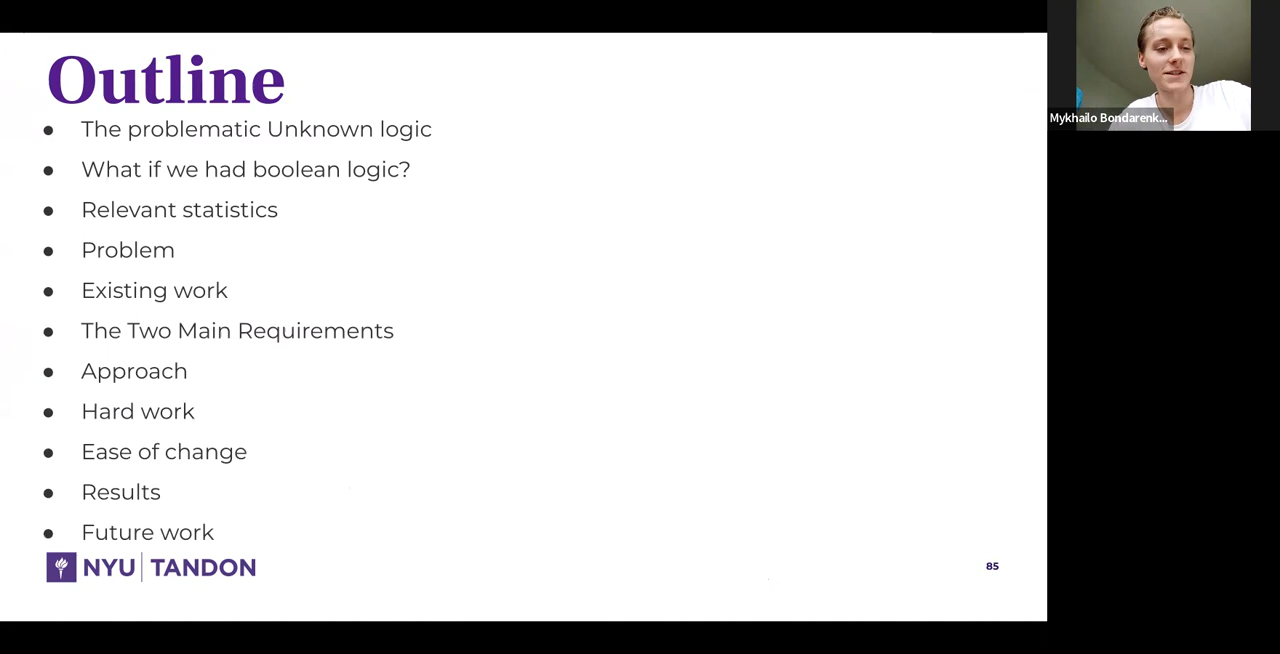 Outline
● The problematic Unknown logic
● What if we had boolean logic?
● Relevant statistics
● Problem
● Existing work
● The Two Main Requirements
● Approach
● Hard work
● Ease of change
● Results
● Future work
NYU | TANDON
85
Mykhailo Bondarenk...